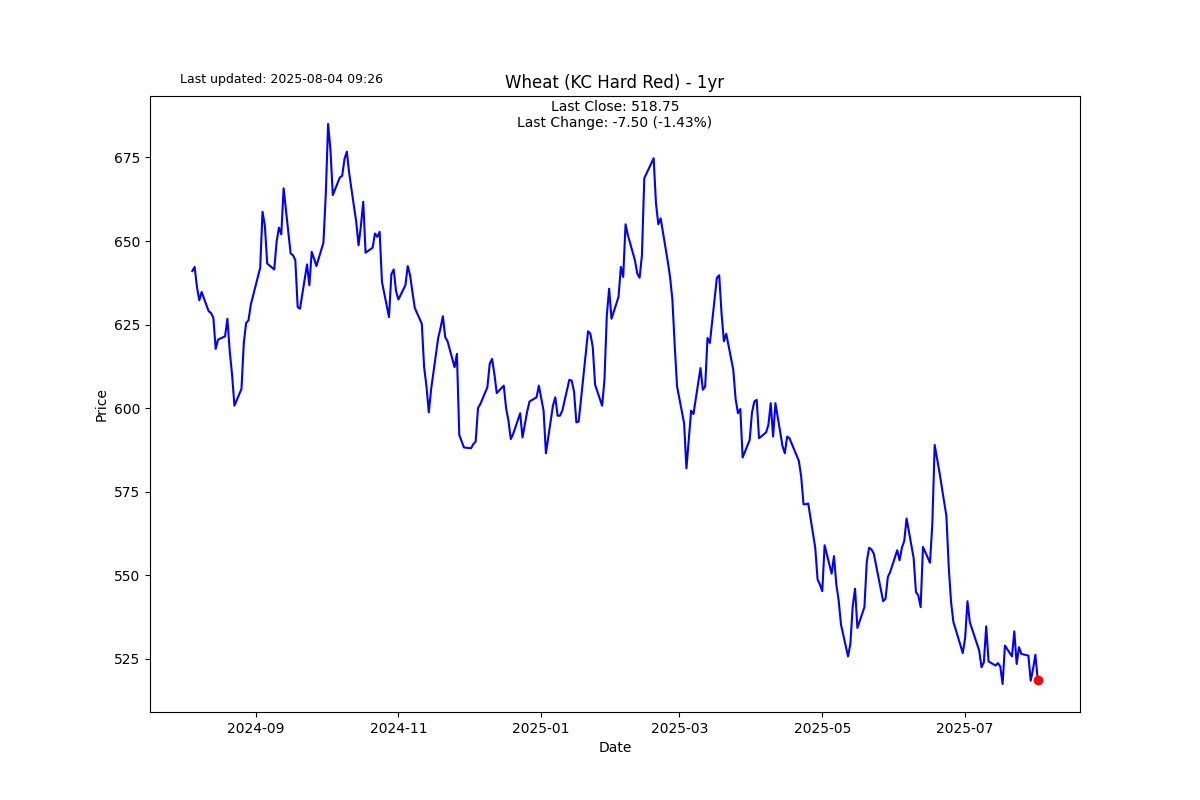 Last updated: 2025-08-04 09:26
Wheat (KC Hard Red) - 1yr
Last Close: 518.75
Last Change: -7.50 (-1.43%)
675
650
625
600
575
550
525
Price
2024-09
2024-11
2025-01
2025-03
2025-05
2025-07
Date